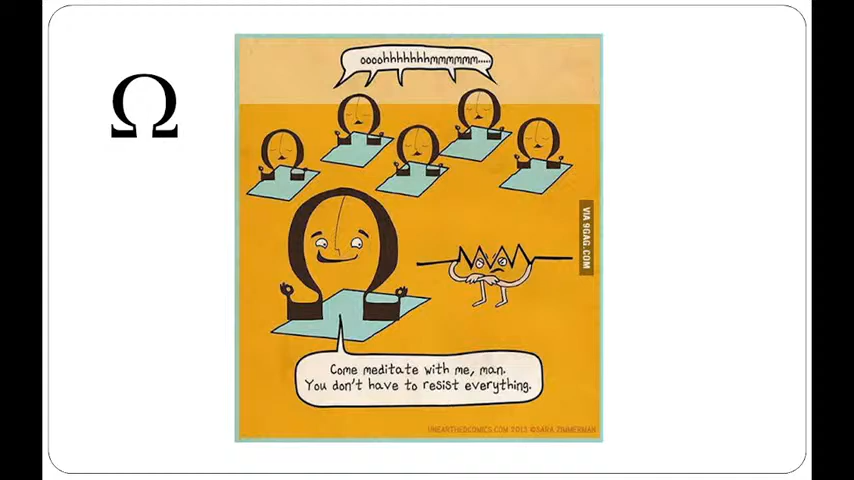 Ω
oooohhhhhhhmmmmmm.....
VIA 9GAG.COM
Come meditate with me, man.
You don't have to resist everything.
UNEARTHEDCOMICS.COM 2013 ©SARA ZIMMERMAN